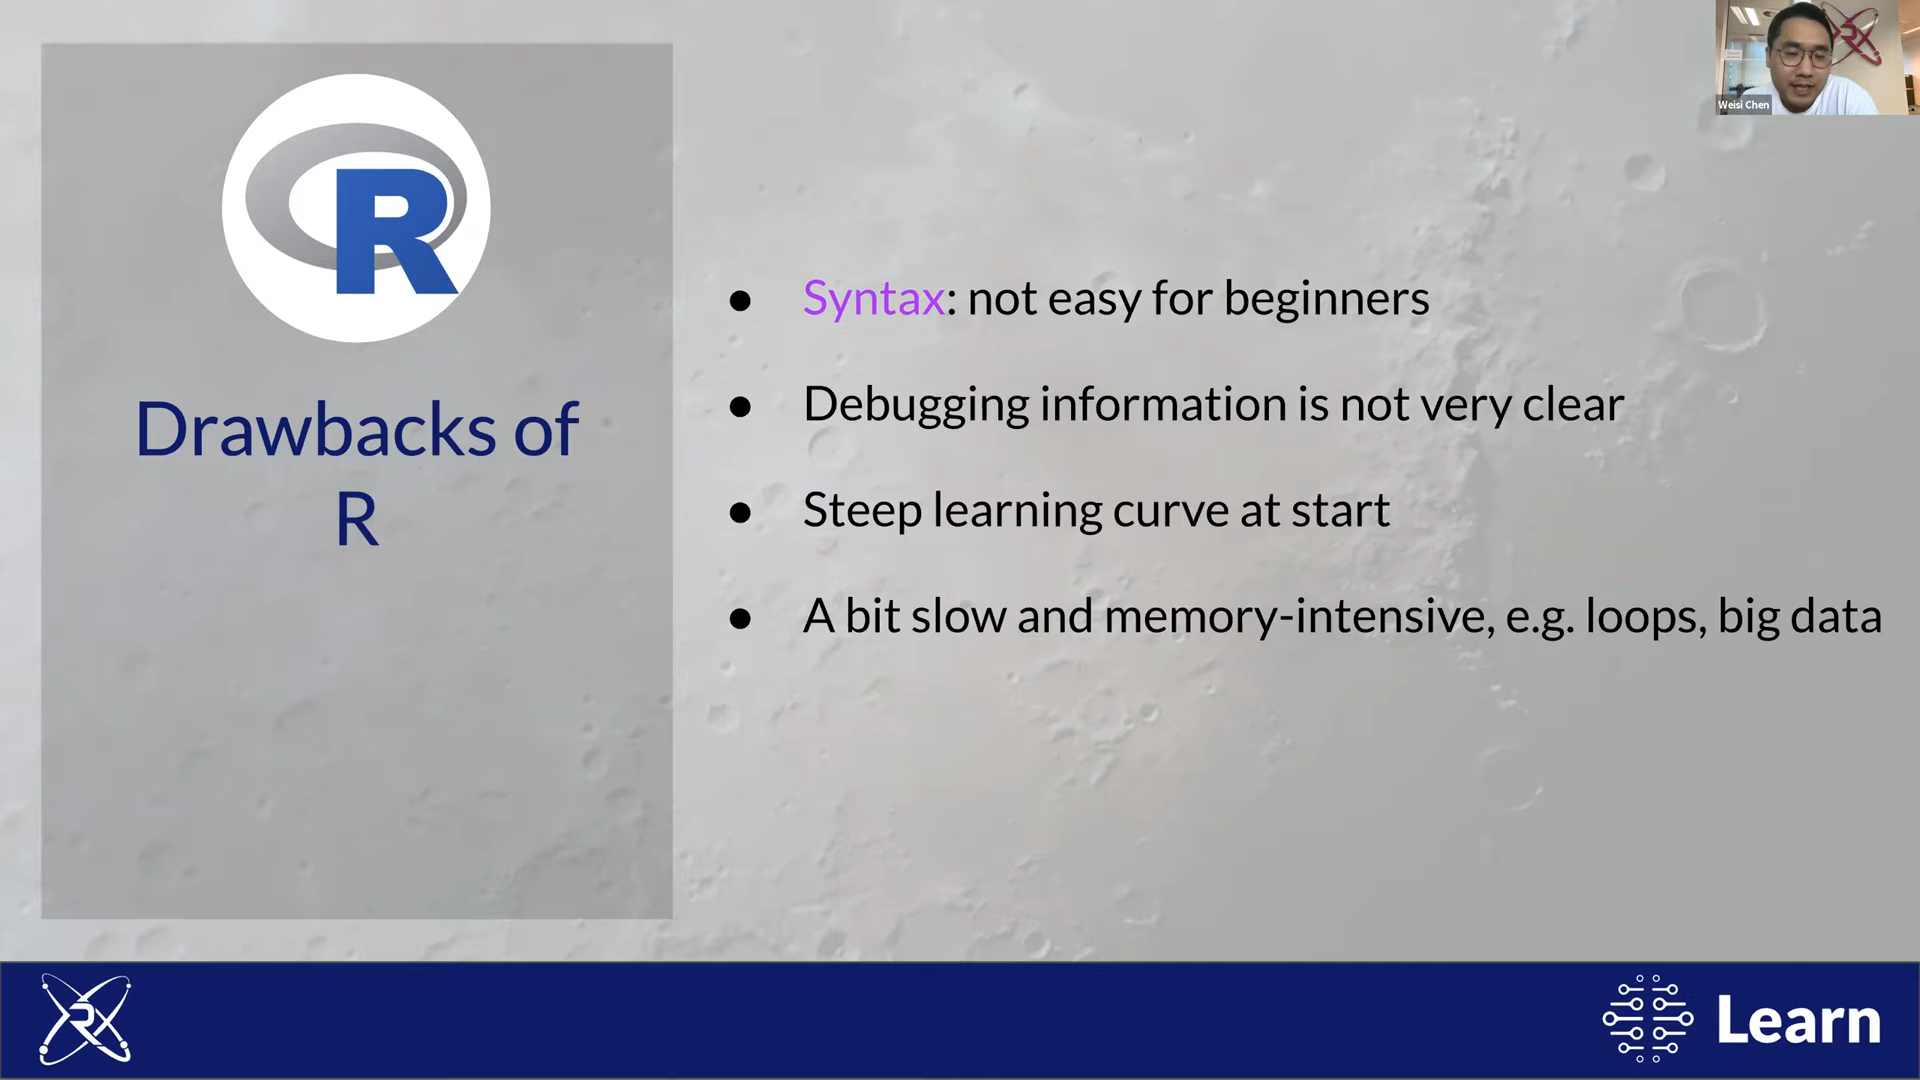 Weisi Chen
R
Drawbacks of
R
● Syntax: not easy for beginners
● Debugging information is not very clear
● Steep learning curve at start
● A bit slow and memory-intensive, e.g. loops, big data
Learn